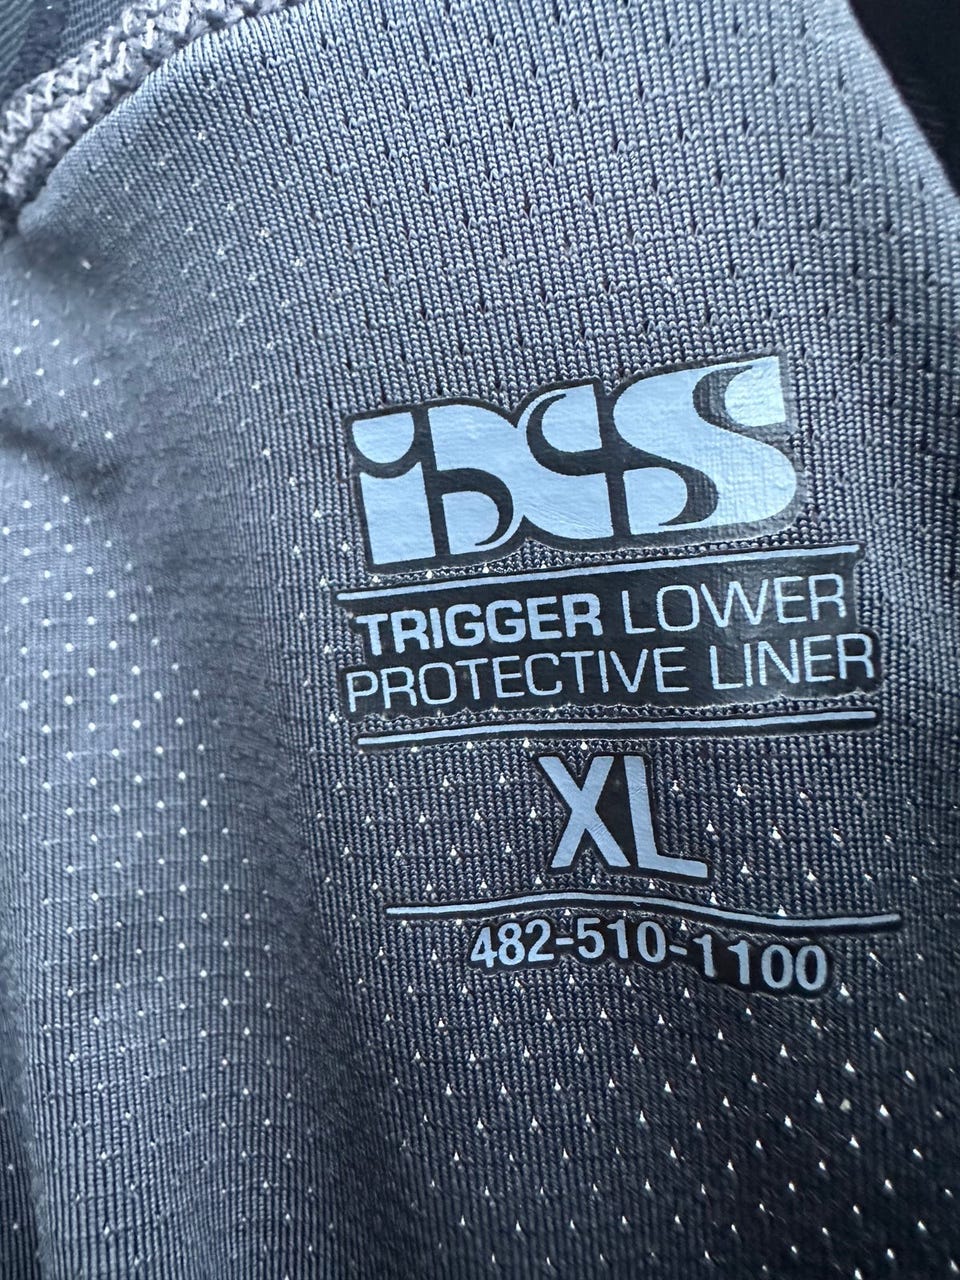 iXS
TRIGGER LOWER
PROTECTIVE LINER
XL
482-510-1100